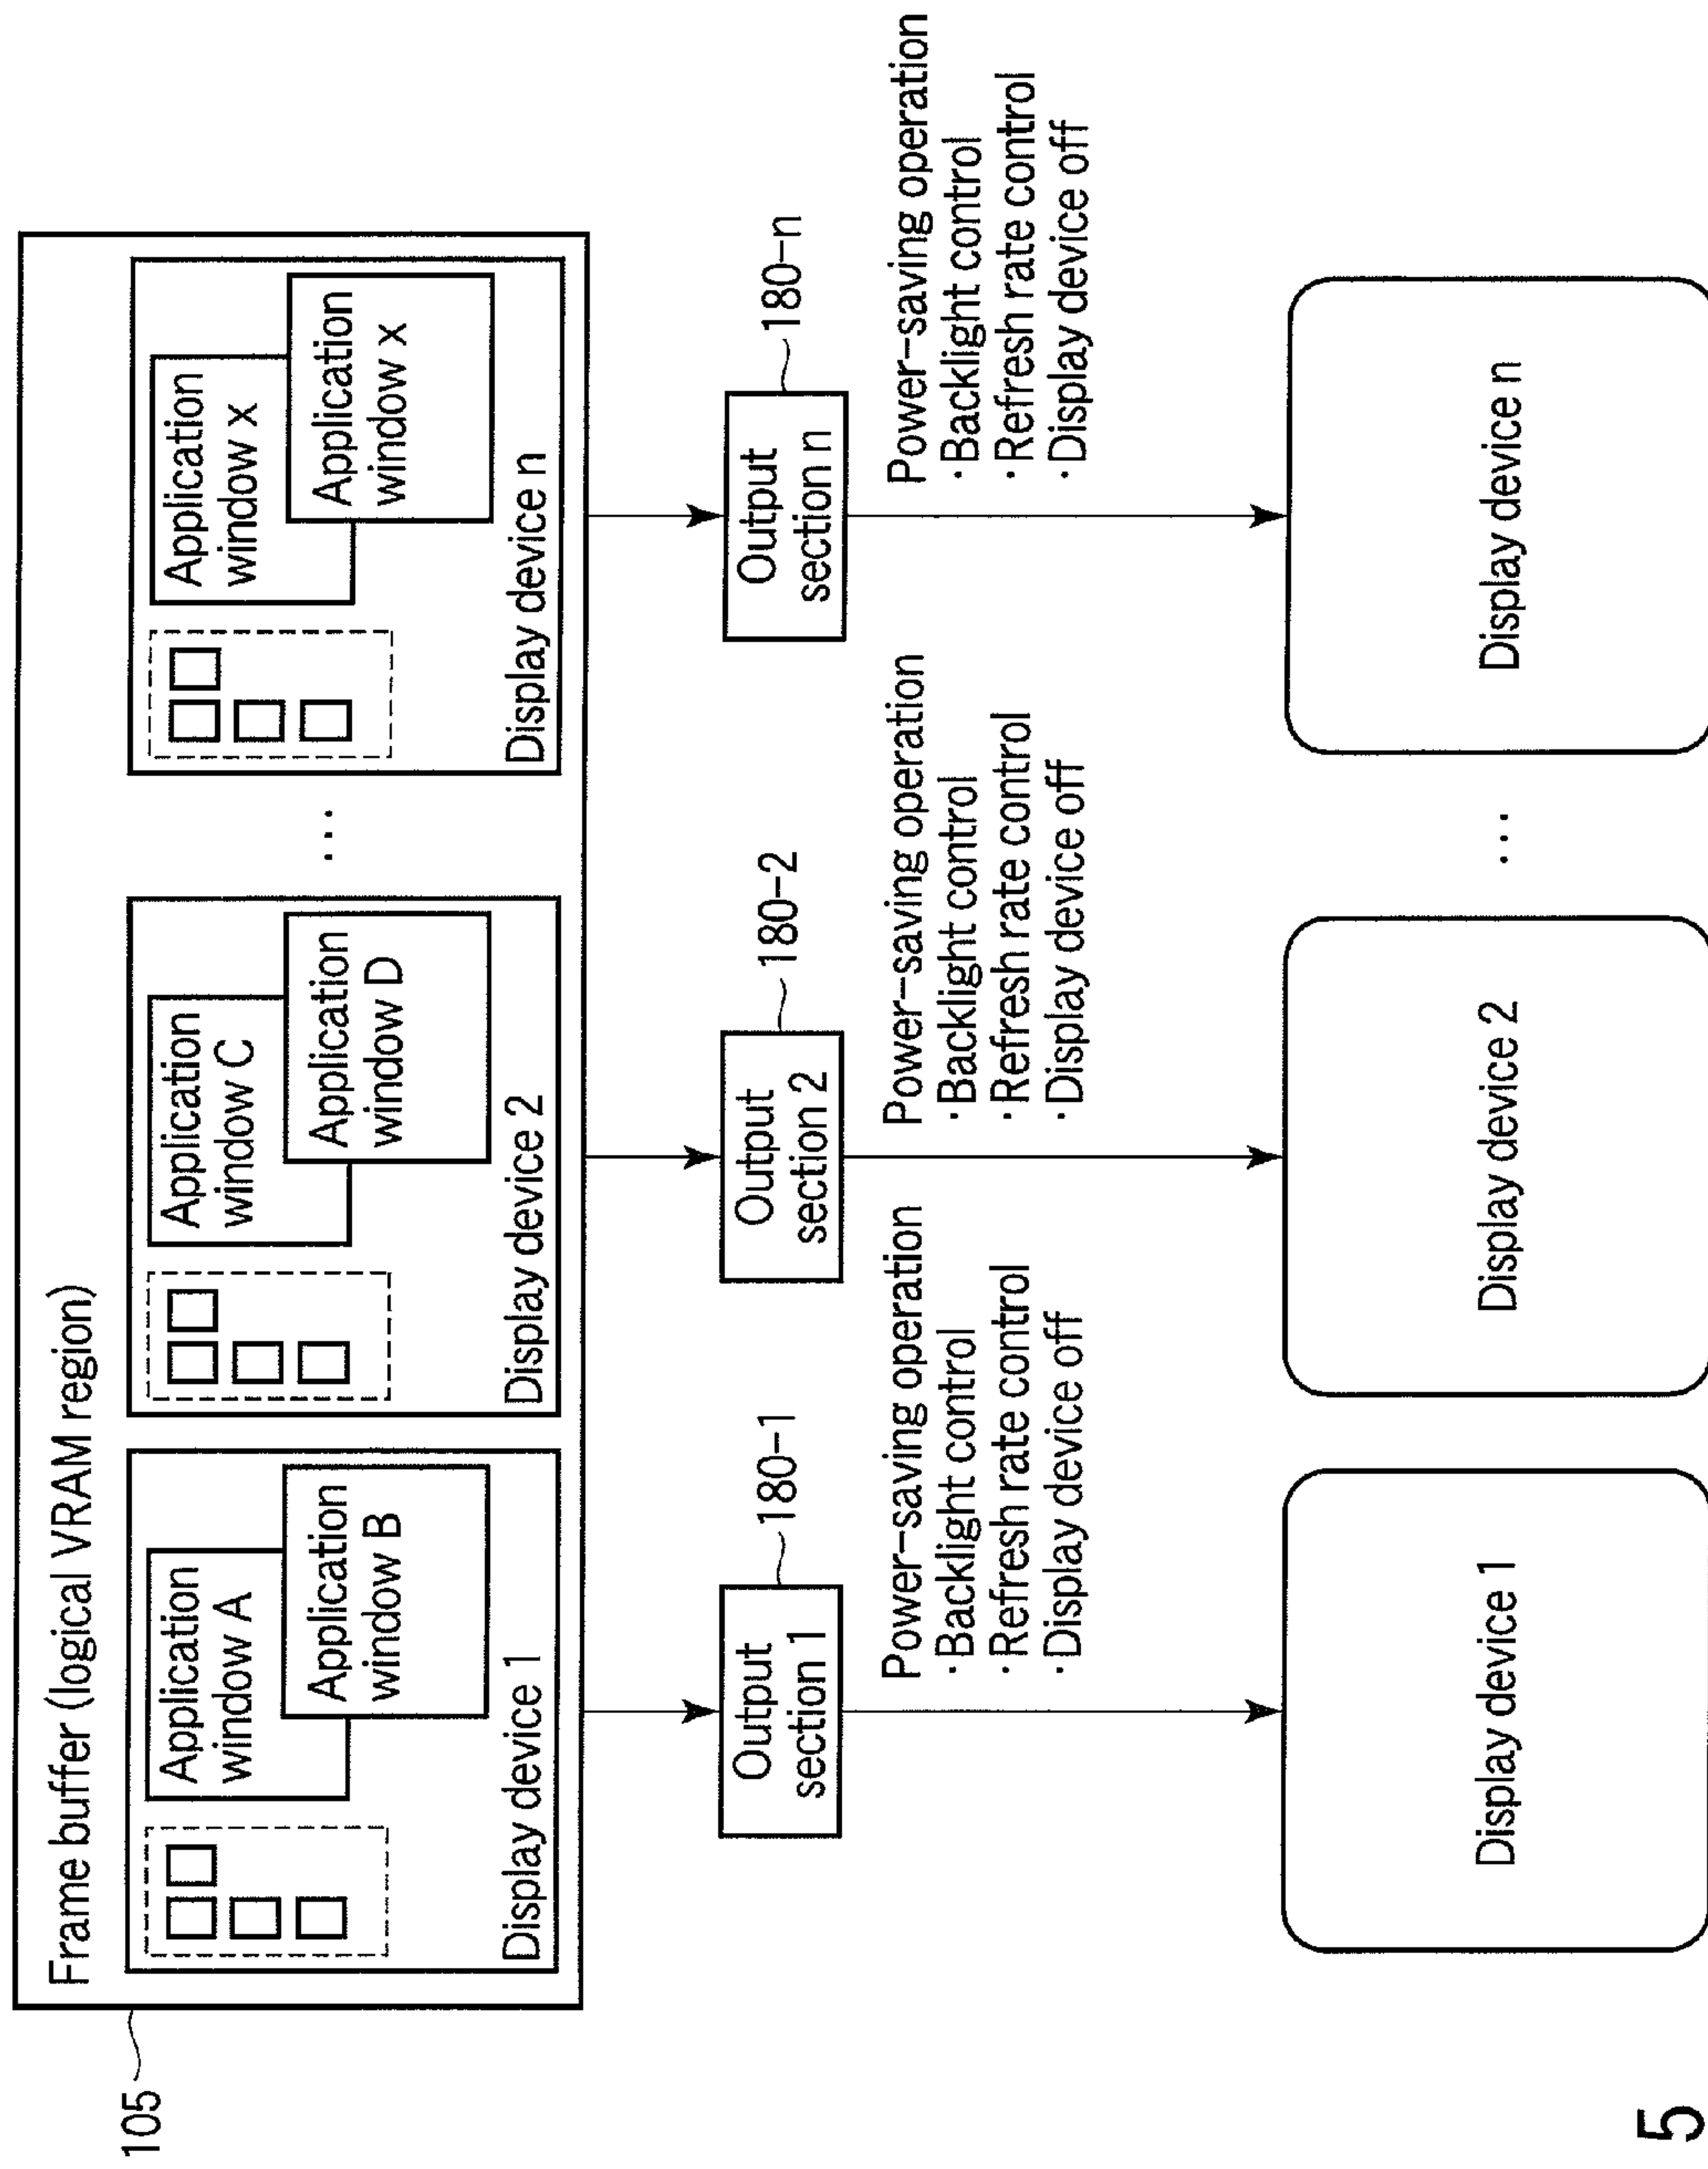 Frame buffer (logical VRAM region)
105
Application
window A
Application
window B
Display device 1
Application
window C
Application
window D
Display device 2
...
Application
window x
Application
window x
Display device n
Output
section 1
180-1
Output
section 2
180-2
Output
section n
180-n
Power-saving operation
·Backlight control
·Refresh rate control
·Display device off
Power-saving operation
·Backlight control
·Refresh rate control
·Display device off
Power-saving operation
·Backlight control
·Refresh rate control
·Display device off
Display device 1
Display device 2
...
Display device n
5